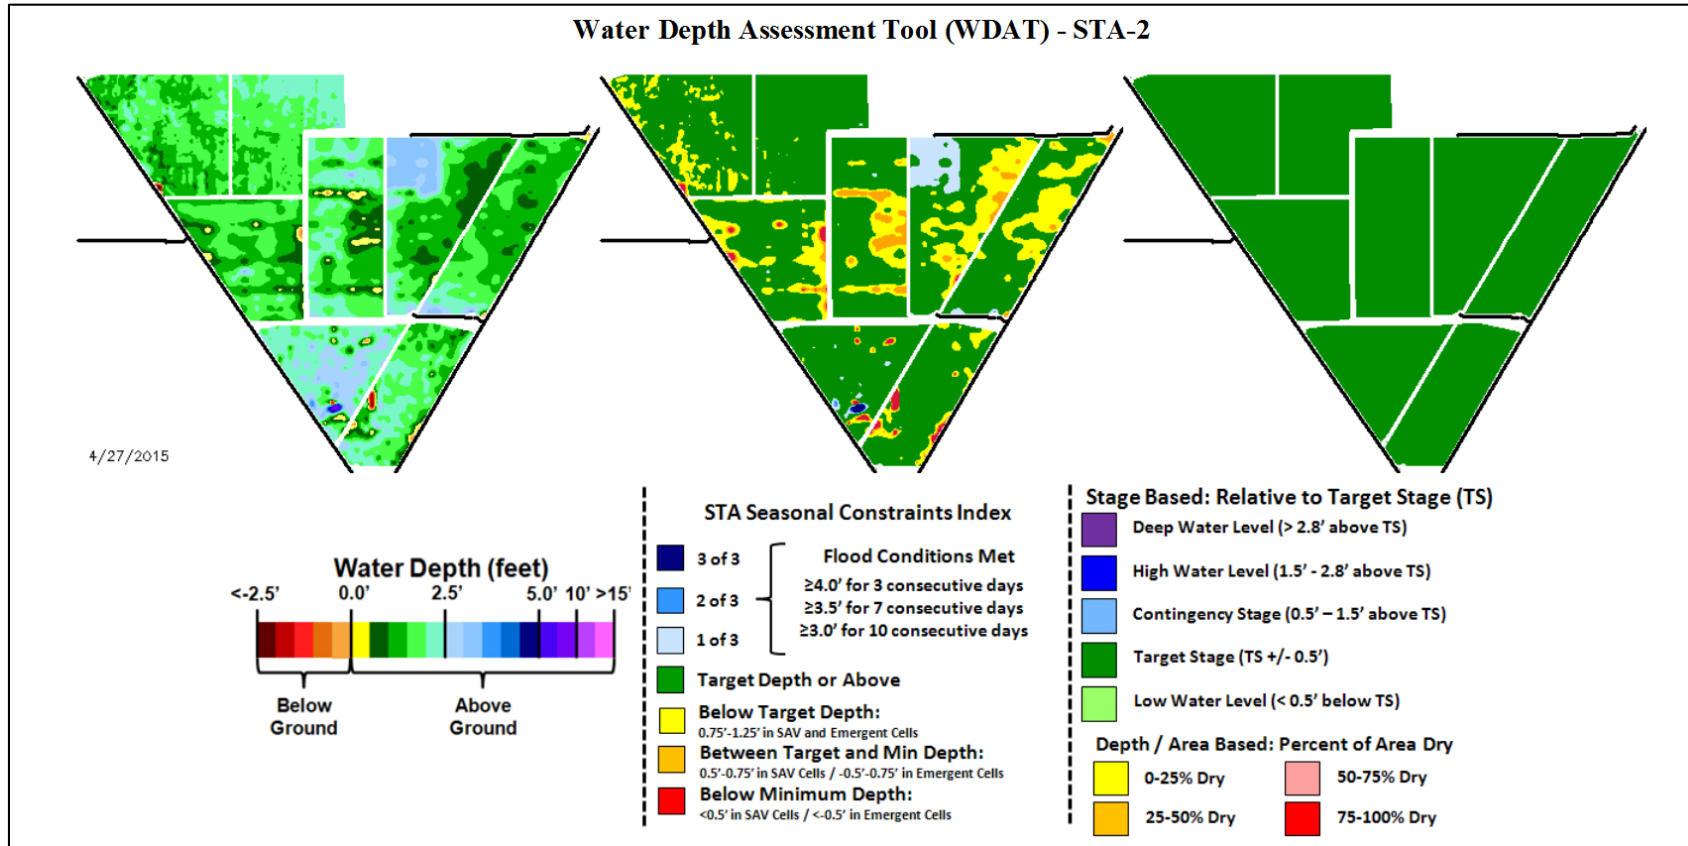 Water Depth Assessment Tool (WDAT) - STA-2
4/27/2015
Water Depth (feet)
<-2.5' 0.0' 2.5' 5.0' 10' >15'
Below Ground
Above Ground
STA Seasonal Constraints Index
3 of 3
2 of 3
1 of 3
Flood Conditions Met
≥4.0' for 3 consecutive days
≥3.5' for 7 consecutive days
≥3.0' for 10 consecutive days
Target Depth or Above
Below Target Depth:
0.75'-1.25' in SAV and Emergent Cells
Between Target and Min Depth:
0.5'-0.75' in SAV Cells / -0.5'-0.75' in Emergent Cells
Below Minimum Depth:
<0.5' in SAV Cells / <-0.5' in Emergent Cells
Stage Based: Relative to Target Stage (TS)
Deep Water Level (> 2.8' above TS)
High Water Level (1.5' - 2.8' above TS)
Contingency Stage (0.5' – 1.5' above TS)
Target Stage (TS +/- 0.5')
Low Water Level (< 0.5' below TS)
Depth / Area Based: Percent of Area Dry
0-25% Dry
50-75% Dry
25-50% Dry
75-100% Dry